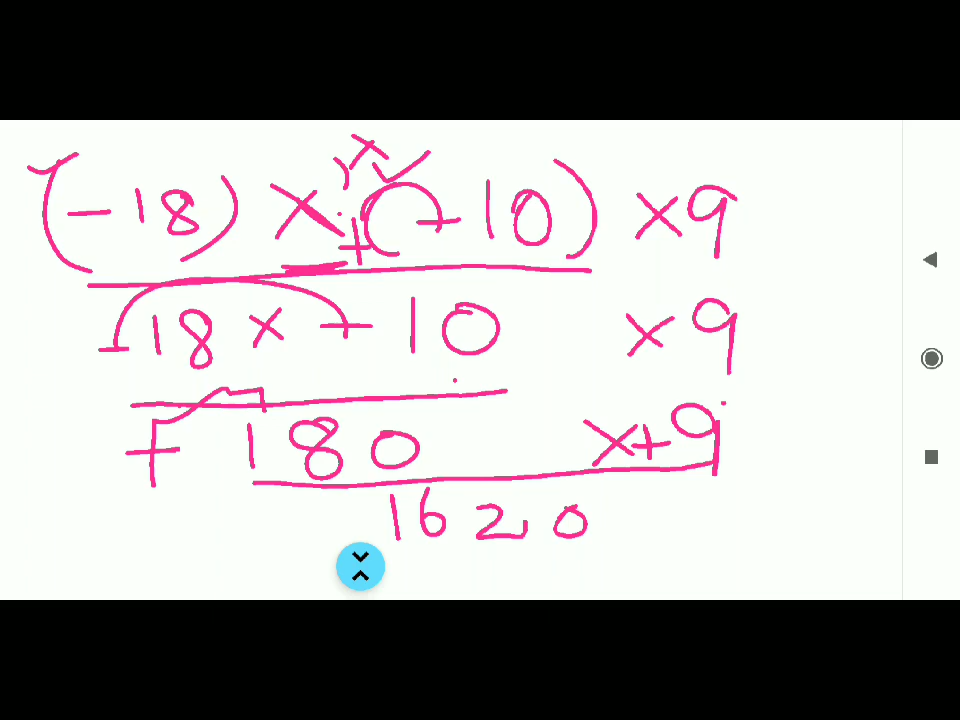 (-18) × (-10) × 9
-18 × -10 × 9
+ 180 × +9
1620